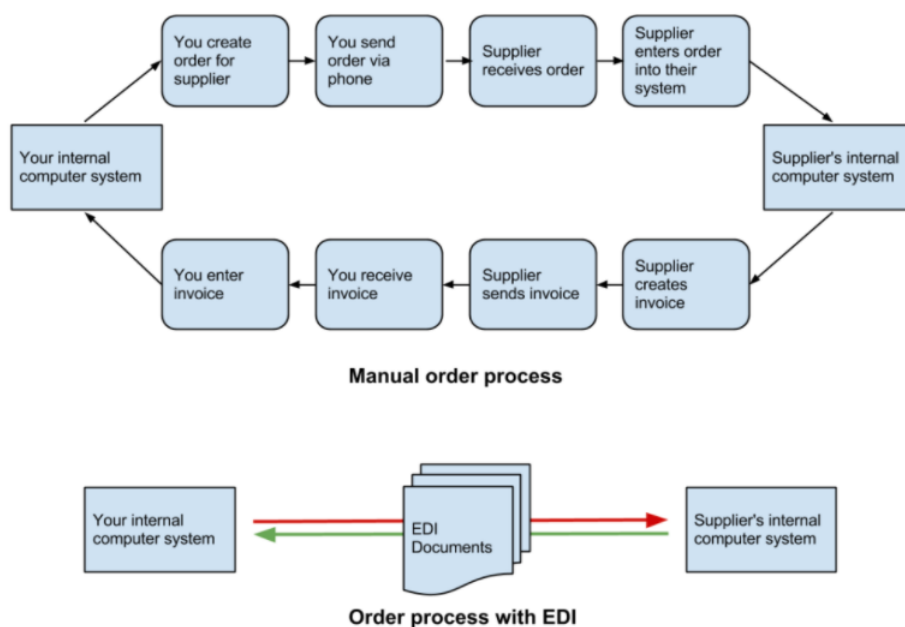 You create
order for
supplier
You send
order via
phone
Supplier
receives order
Supplier
enters order
into their
system
Your internal
computer system
Supplier's internal
computer system
You enter
invoice
You receive
invoice
Supplier
sends invoice
Supplier
creates
invoice
Manual order process
Your internal
computer system
EDI
Documents
Supplier's internal
computer system
Order process with EDI